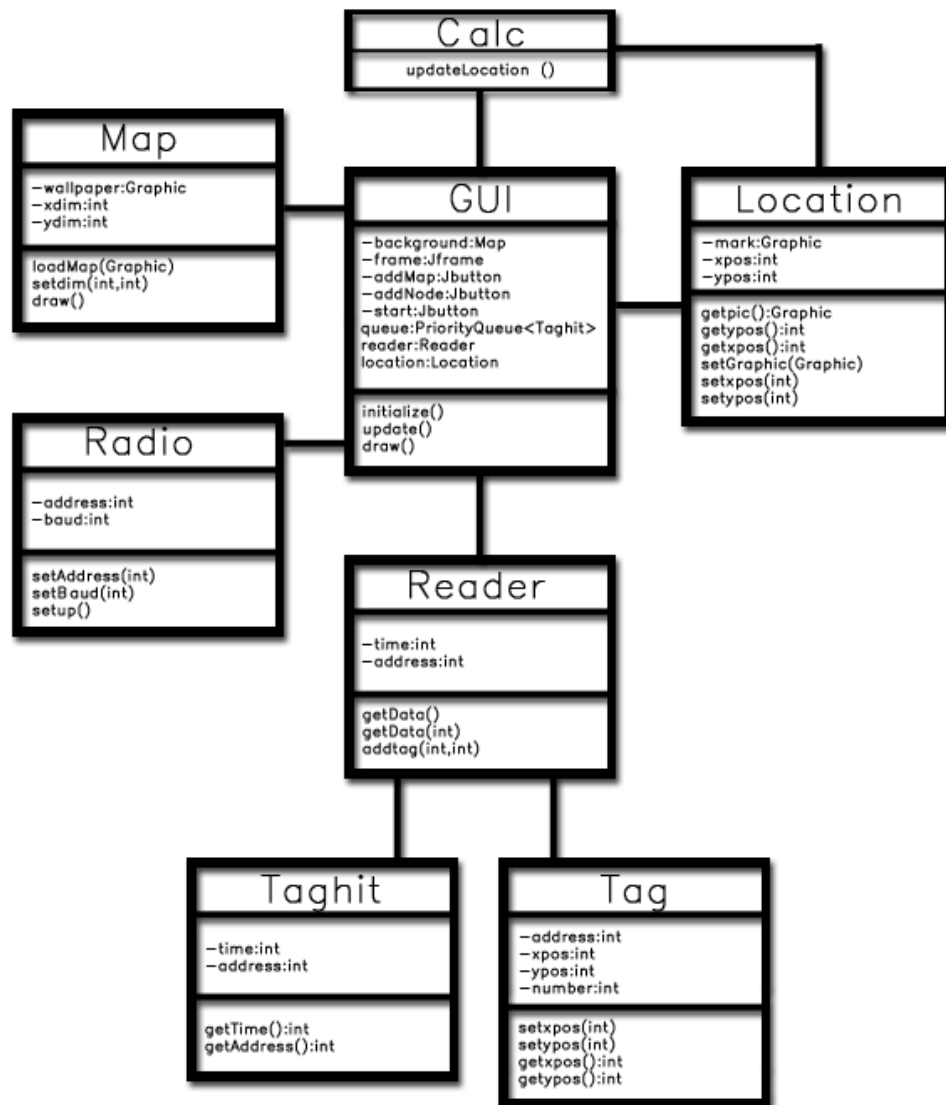 Calc
updateLocation ()
Map
-wallpaper:Graphic
-xdim:int
-ydim:int
loadMap(Graphic)
setdim(int,int)
draw()
GUI
-background:Map
-frame:Jframe
-addMap:Jbutton
-addNode:Jbutton
-start:Jbutton
queue:PriorityQueue<Taghit>
reader:Reader
location:Location
initialize()
update()
draw()
Location
-mark:Graphic
-xpos:int
-ypos:int
getpic():Graphic
getypos():int
getxpos():int
setGraphic(Graphic)
setxpos(int)
setypos(int)
Radio
-address:int
-baud:int
setAddress(int)
setBaud(int)
setup()
Reader
-time:int
-address:int
getData()
getData(int)
addtag(int,int)
Taghit
-time:int
-address:int
getTime():int
getAddress():int
Tag
-address:int
-xpos:int
-ypos:int
-number:int
setxpos(int)
setypos(int)
getxpos():int
getypos():int